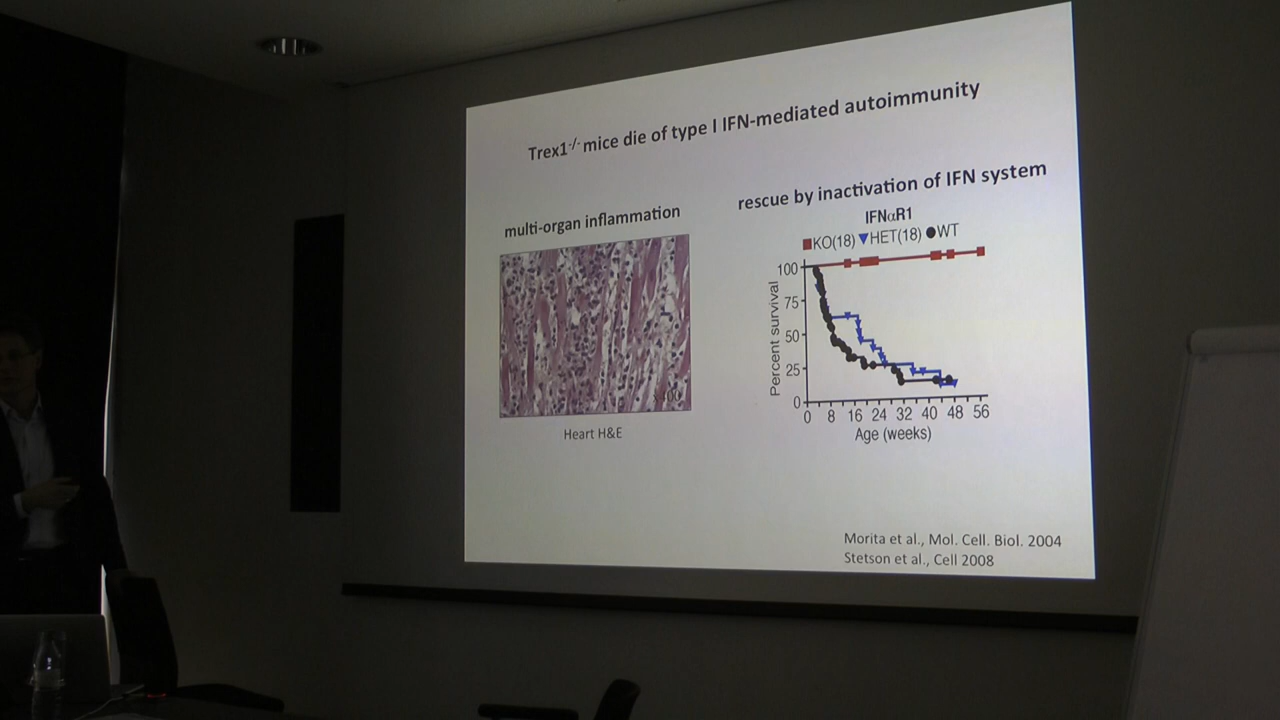 Trex1-/- mice die of type I IFN-mediated autoimmunity
multi-organ inflammation
Heart H&E
rescue by inactivation of IFN system
IFNαR1
KO(18) HET(18) WT
Percent survival
100
75
50
25
0
0 8 16 24 32 40 48 56
Age (weeks)
Morita et al., Mol. Cell. Biol. 2004
Stetson et al., Cell 2008